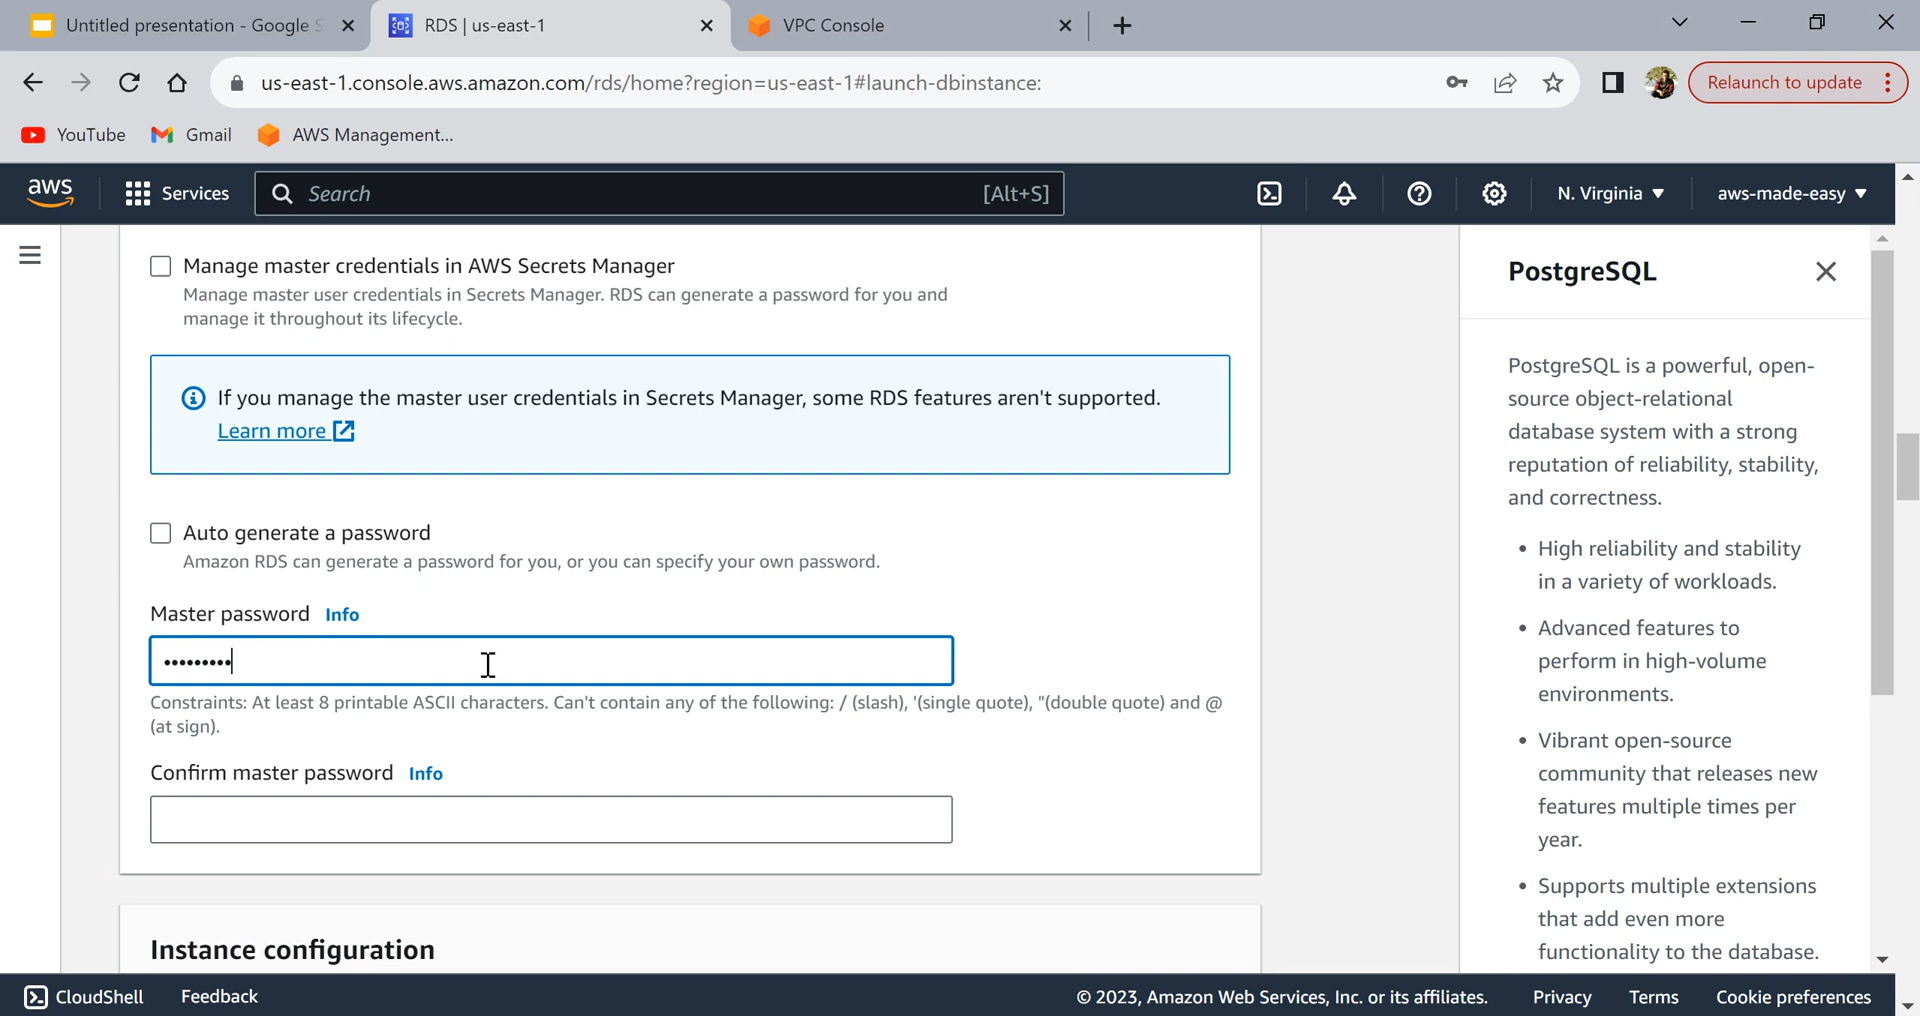 Untitled presentation - Google S
RDS | us-east-1
VPC Console
us-east-1.console.aws.amazon.com/rds/home?region=us-east-1#launch-dbinstance:
Relaunch to update
YouTube
Gmail
AWS Management...
aws
Services
Search
[Alt+S]
N. Virginia
aws-made-easy
Manage master credentials in AWS Secrets Manager
Manage master user credentials in Secrets Manager. RDS can generate a password for you and
manage it throughout its lifecycle.
If you manage the master user credentials in Secrets Manager, some RDS features aren't supported.
Learn more
Auto generate a password
Amazon RDS can generate a password for you, or you can specify your own password.
Master password Info
•••••••••
Constraints: At least 8 printable ASCII characters. Can't contain any of the following: / (slash), '(single quote), "(double quote) and @
(at sign).
Confirm master password Info
Instance configuration
PostgreSQL
PostgreSQL is a powerful, open-
source object-relational
database system with a strong
reputation of reliability, stability,
and correctness.
• High reliability and stability
in a variety of workloads.
• Advanced features to
perform in high-volume
environments.
• Vibrant open-source
community that releases new
features multiple times per
year.
• Supports multiple extensions
that add even more
functionality to the database.
CloudShell
Feedback
© 2023, Amazon Web Services, Inc. or its affiliates.
Privacy
Terms
Cookie preferences